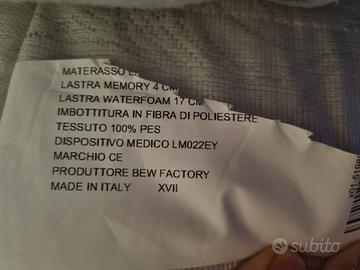 MATERASSO
LASTRA MEMORY 4 CM
LASTRA WATERFOAM 17 CM
IMBOTTITURA IN FIBRA DI POLIESTERE
TESSUTO 100% PES
DISPOSITIVO MEDICO LM022EY
MARCHIO CE
PRODUTTORE BEW FACTORY
MADE IN ITALY XVII
subito